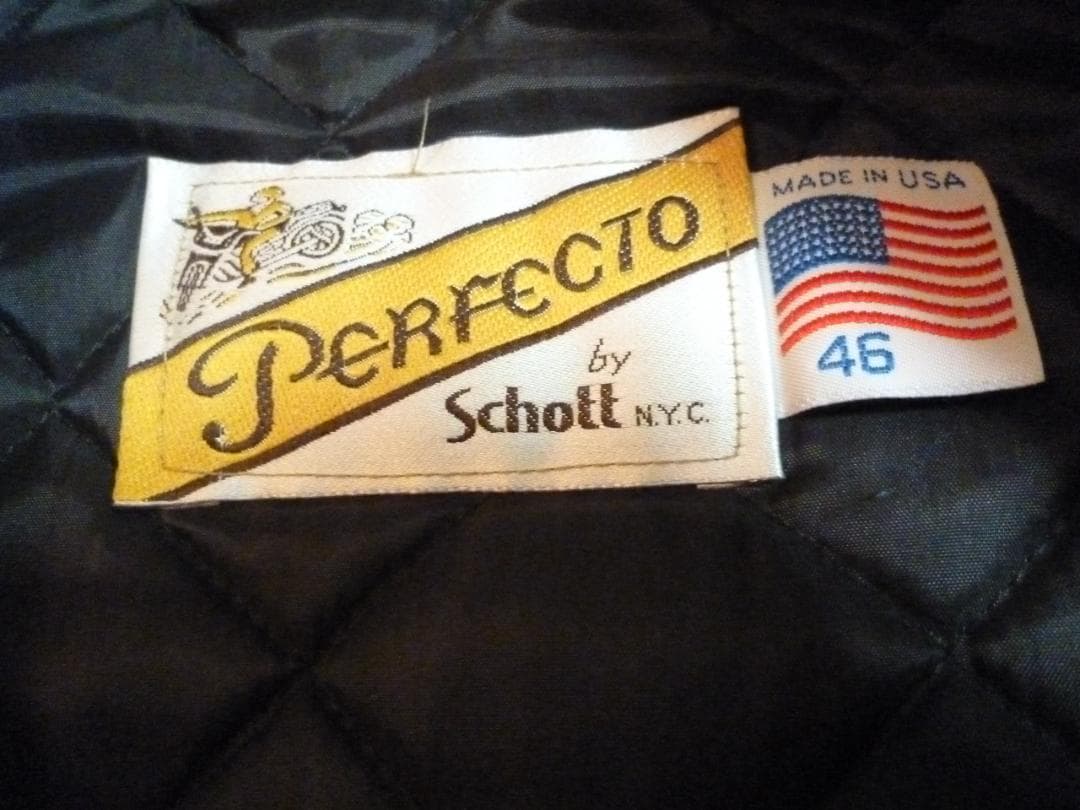 PERFECTO
by
Schott N.Y.C.
MADE IN USA
46